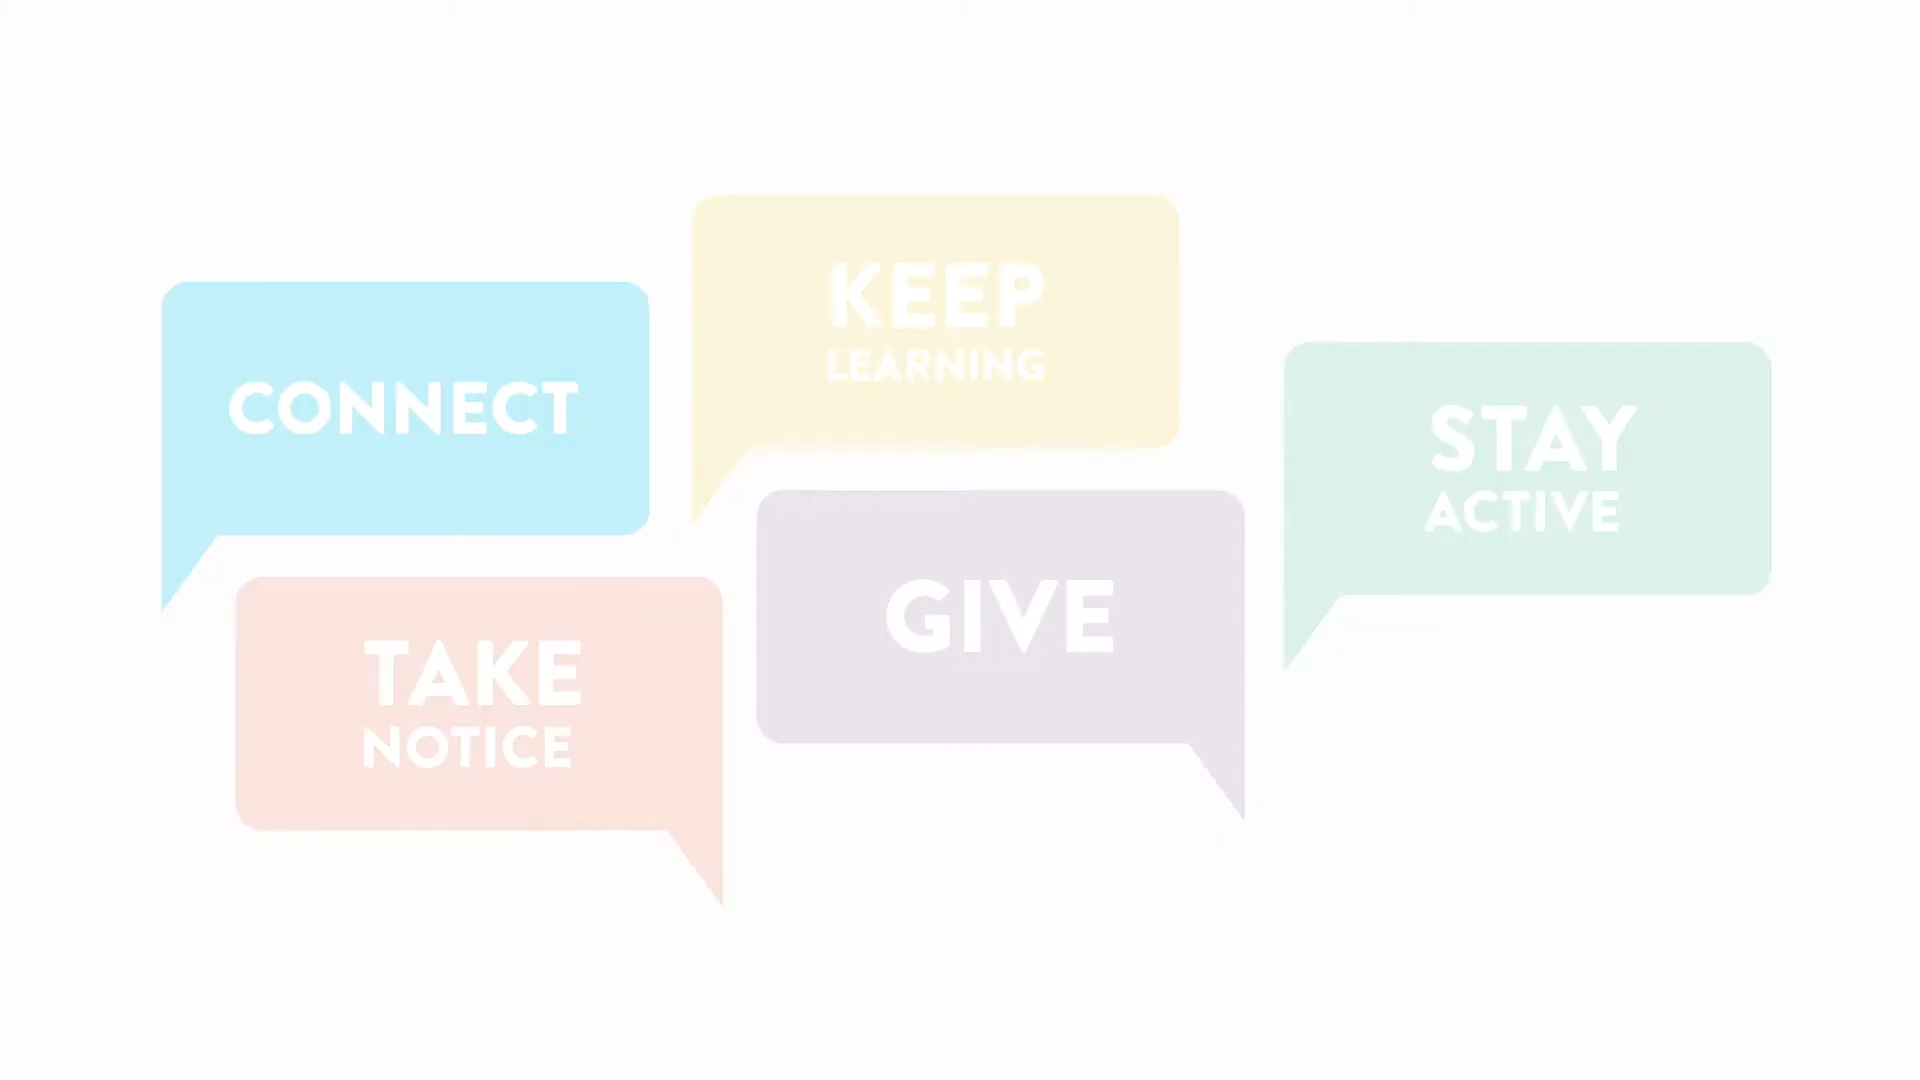 CONNECT
KEEP
LEARNING
STAY
ACTIVE
TAKE
NOTICE
GIVE